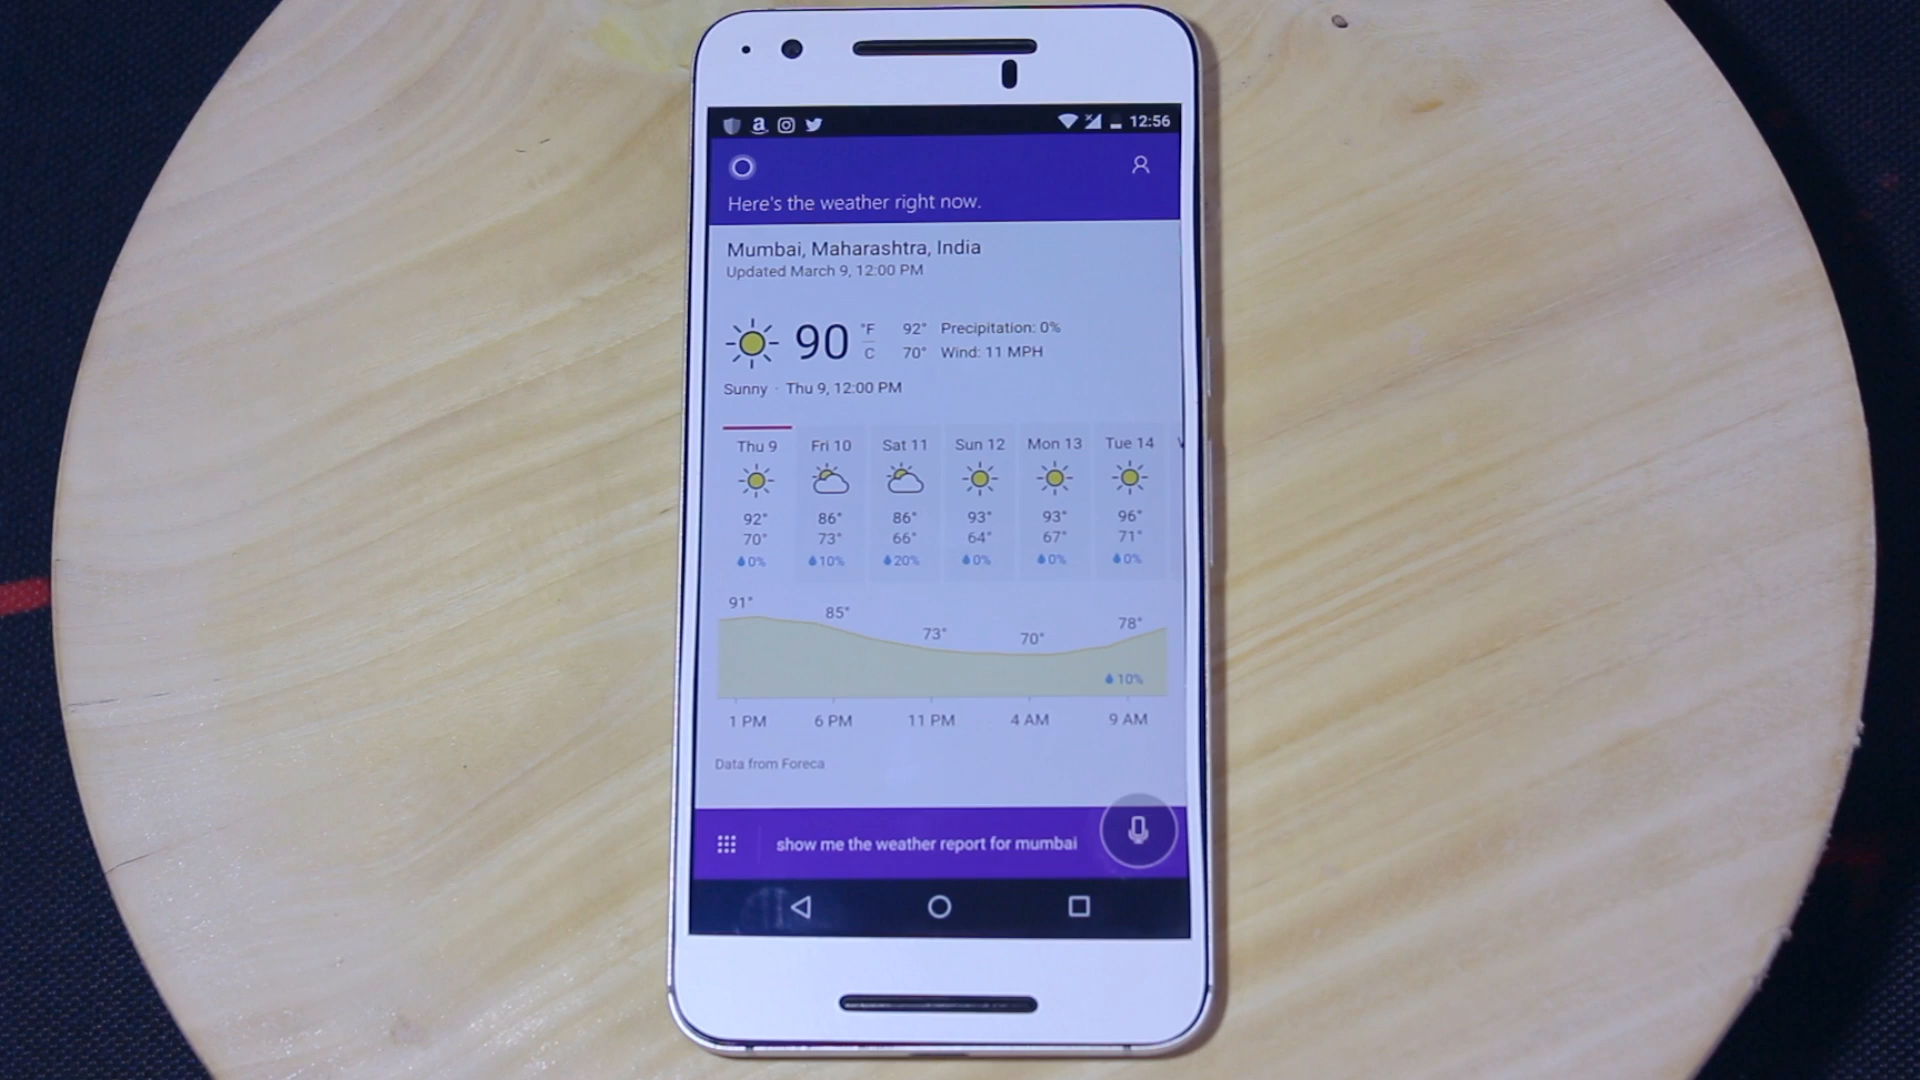 12:56
Here's the weather right now.
Mumbai, Maharashtra, India
Updated March 9, 12:00 PM
90 °F 92° Precipitation: 0%
C 70° Wind: 11 MPH
Sunny · Thu 9, 12:00 PM
Thu 9 Fri 10 Sat 11 Sun 12 Mon 13 Tue 14
92° 86° 86° 93° 93° 96°
70° 73° 66° 64° 67° 71°
0% 10% 20% 0% 0% 0%
91° 85° 73° 70° 78°
10%
1 PM 6 PM 11 PM 4 AM 9 AM
Data from Foreca
show me the weather report for mumbai